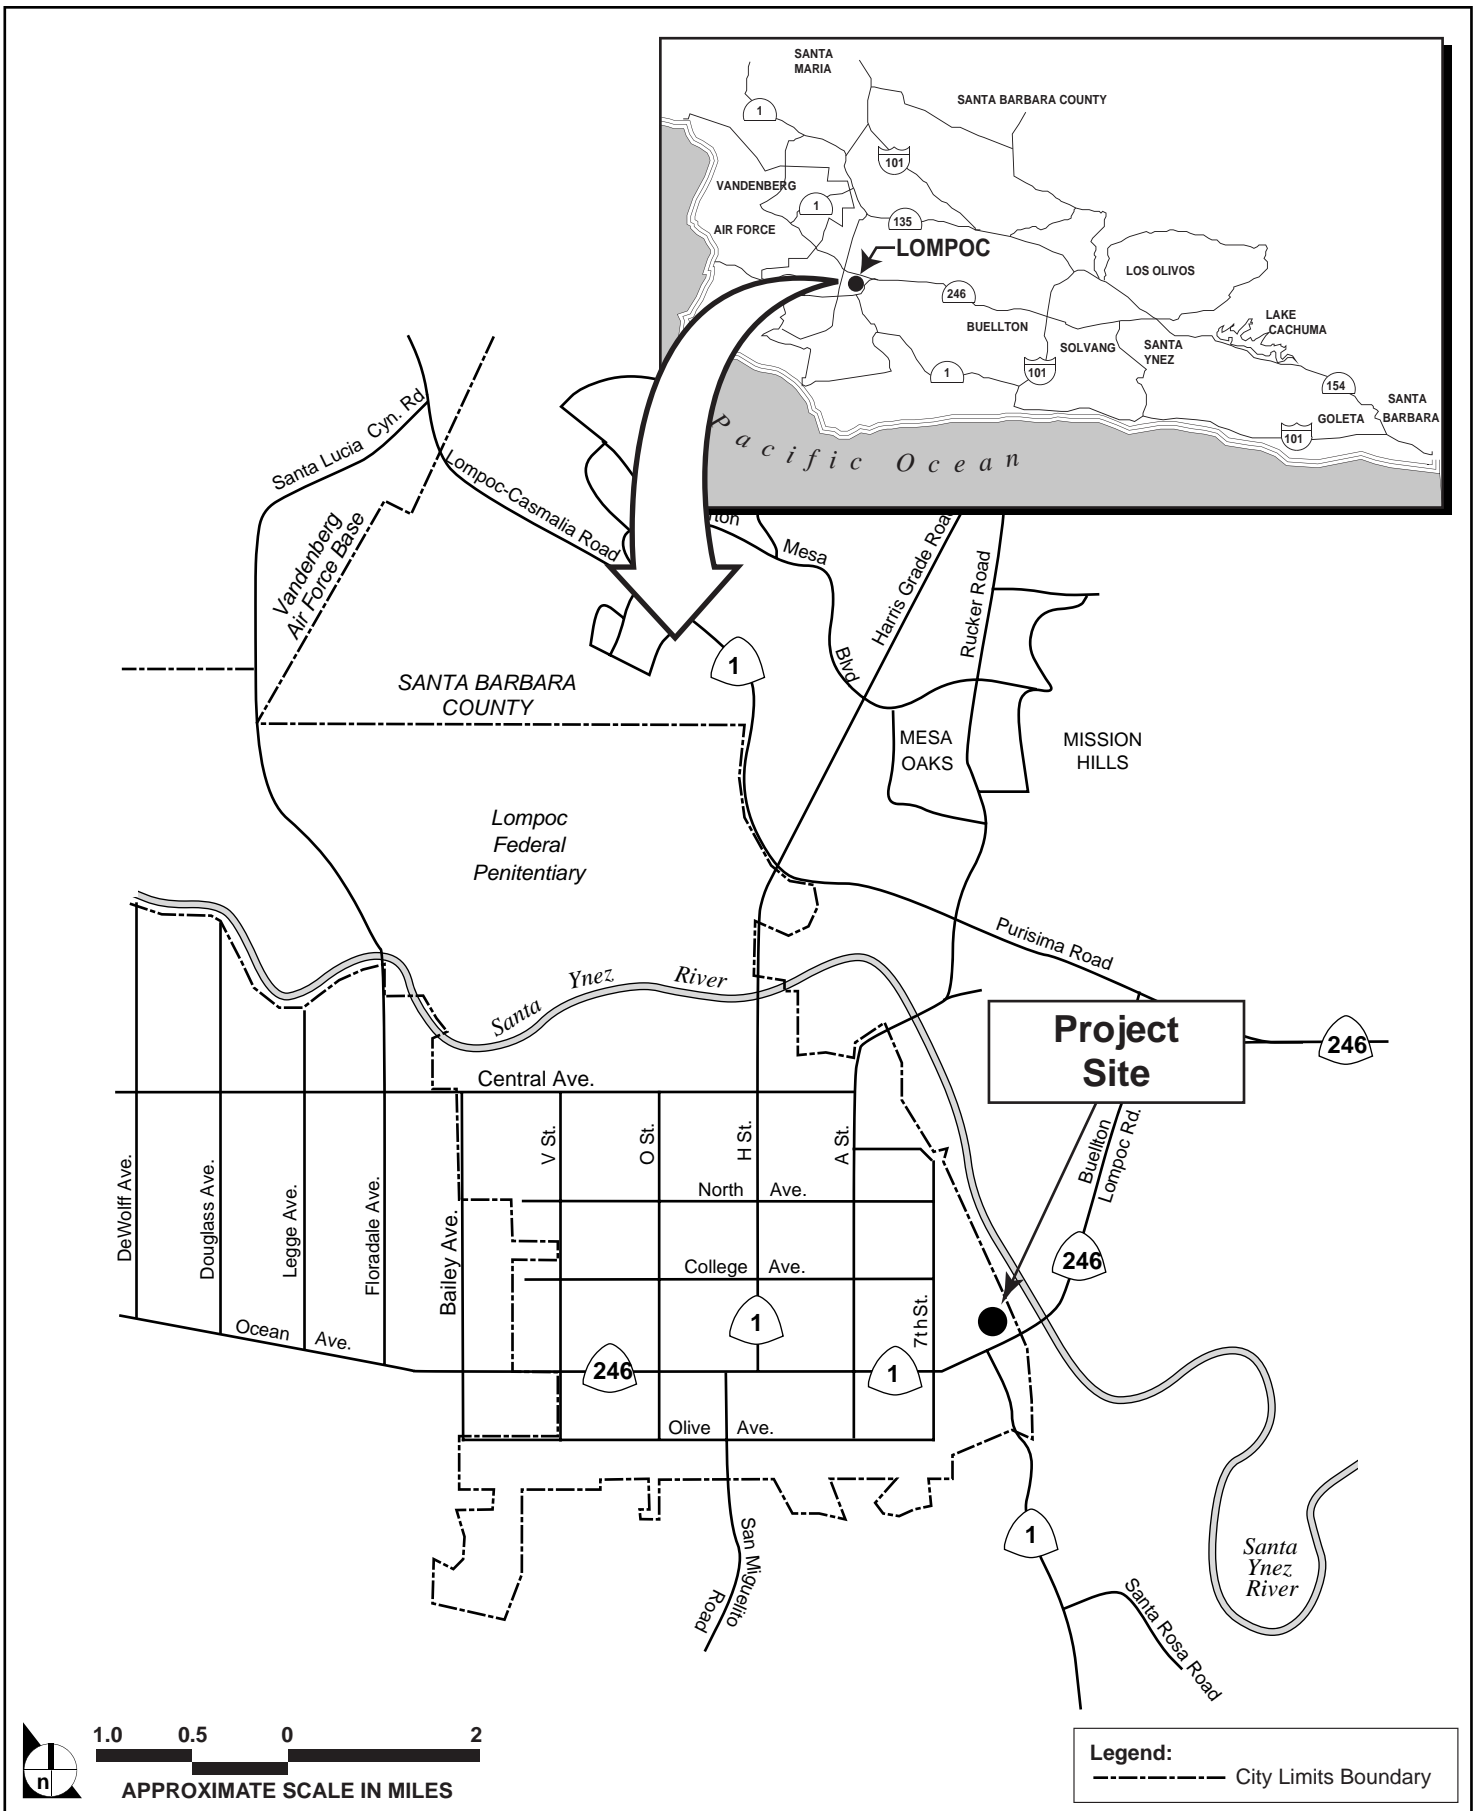 SANTA
MARIA
SANTA BARBARA COUNTY
1
101
VANDENBERG
1
135
AIR FORCE
LOMPOC
LOS OLIVOS
246
LAKE
CACHUMA
BUELLTON
SOLVANG
SANTA
YNEZ
1
101
154
SANTA
BARBARA
GOLETA
101
Pacific Ocean
Santa Lucia Cyn. Rd
Lompoc-Casmalia Road
Vandenberg
Air Force Base
ton
Mesa
Blvd
Harris Grade Road
Rucker Road
1
SANTA BARBARA
COUNTY
MESA
OAKS
MISSION
HILLS
Lompoc
Federal
Penitentiary
Purisima Road
Santa Ynez River
Project
Site
246
Central Ave.
Buellton
Lompoc Rd.
V St.
O St.
H St.
A St.
DeWolff Ave.
Douglass Ave.
Legge Ave.
Floradale Ave.
Bailey Ave.
North Ave.
College Ave.
246
7th St.
1
Ocean Ave.
246
1
Olive Ave.
San Miguelito
Road
1
Santa
Ynez
River
Santa Rosa Road
n
1.0 0.5 0 2
APPROXIMATE SCALE IN MILES
Legend:
City Limits Boundary